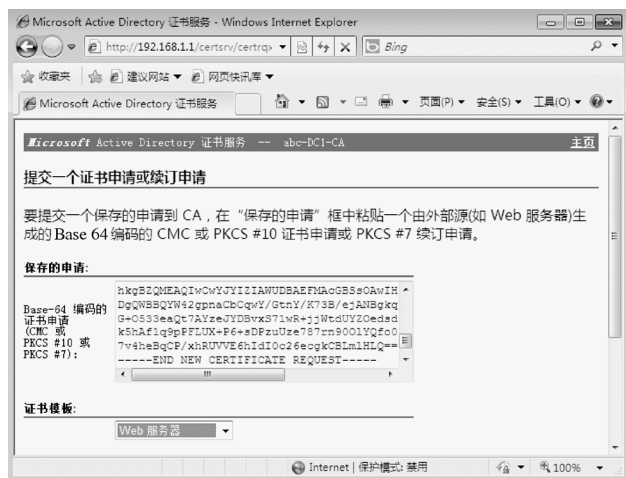 Microsoft Active Directory 证书服务 - Windows Internet Explorer
http://192.168.1.1/certsrv/certrq
Bing
收藏夹 建议网站 网页快讯库
Microsoft Active Directory 证书服务
页面(P) 安全(S) 工具(O)
Microsoft Active Directory 证书服务 -- abc-DC1-CA 主页
提交一个证书申请或续订申请
要提交一个保存的申请到 CA，在“保存的申请”框中粘贴一个由外部源(如 Web 服务器)生
成的 Base 64 编码的 CMC 或 PKCS #10 证书申请或 PKCS #7 续订申请。
保存的申请:
Base-64 编码的
证书申请
(CMC 或
PKCS #10 或
PKCS #7):
hkgBZQMEAQIwCwYJYIZIAWUDBAEFMAcGBSsOAwIH
DgQWBBQYW42gpnaCbCqwY/GtnY/K73B/ejANBgkq
G+O533eaQt7AYzeJYDBvxS71wR+jjWtdUYZOedsd
k5hAf1q9pPFLUX+P6+sDPzuUze787rn9OO1YQfc0
7v4heBqCP/xhRUVVE6hIdI0c26ecgkCBLmlHLQ==
-----END NEW CERTIFICATE REQUEST-----
证书模板:
Web 服务器
Internet | 保护模式: 禁用
100%